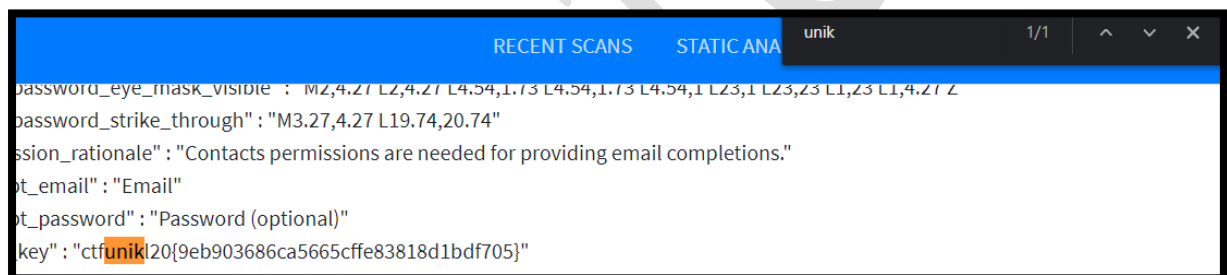 RECENT SCANS STATIC ANA unik 1/1
password_eye_mask_visible" : "M2,4.27 L2,4.27 L4.54,1.73 L4.54,1.73 L4.54,1 L23,1 L23,23 L1,23 L1,4.27 Z"
password_strike_through" : "M3.27,4.27 L19.74,20.74"
ssion_rationale" : "Contacts permissions are needed for providing email completions."
pt_email" : "Email"
pt_password" : "Password (optional)"
_key" : "ctfunikl20{9eb903686ca5665cffe83818d1bdf705}"